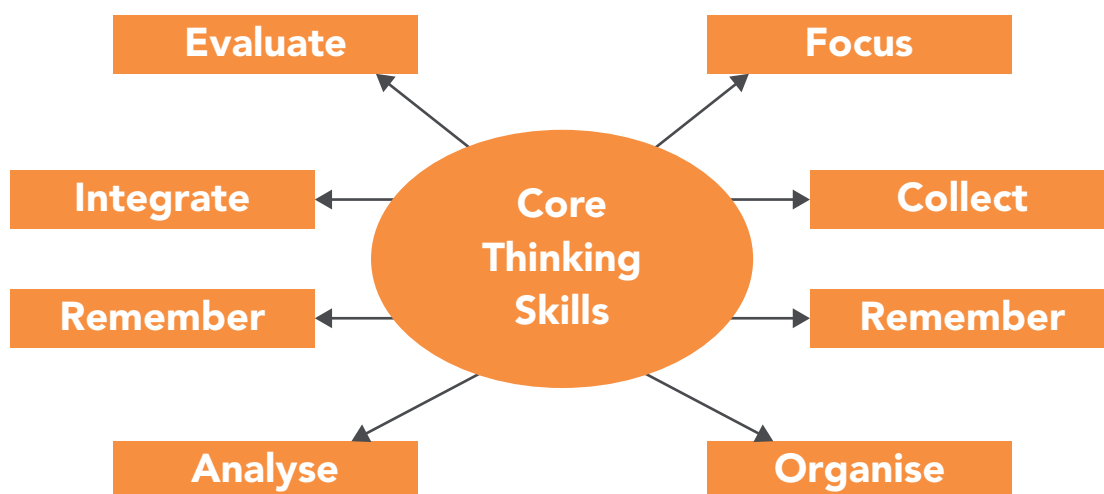 Evaluate
Focus
Integrate
Core
Thinking
Skills
Collect
Remember
Remember
Analyse
Organise